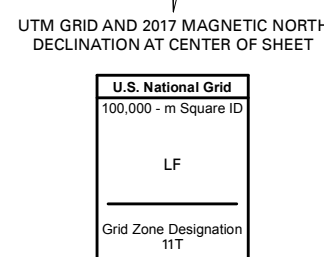 UTM GRID AND 2017 MAGNETIC NORTH
DECLINATION AT CENTER OF SHEET
U.S. National Grid
100,000 - m Square ID
LF
Grid Zone Designation
11T